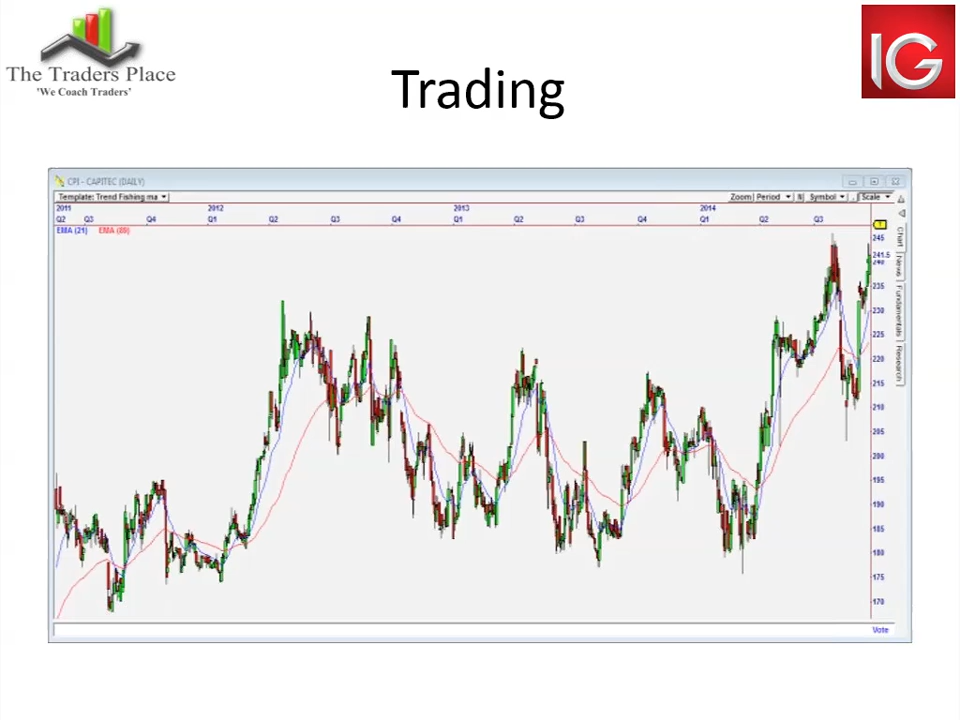 The Traders Place
'We Coach Traders'
IG
Trading
CPI - CAPITEC (DAILY)
Template: Trend Fishing ma
Zoom Period N Symbol . Scale
2011 2012 2013 2014
Q2 Q3 Q4 Q1 Q2 Q3 Q4 Q1 Q2 Q3 Q4 Q1 Q2 Q3
EMA (21) EMA (89)
245
241.5
240
235
230
225
220
215
210
205
200
195
190
185
180
175
170
Chart
News
Fundamentals
Research
Vote